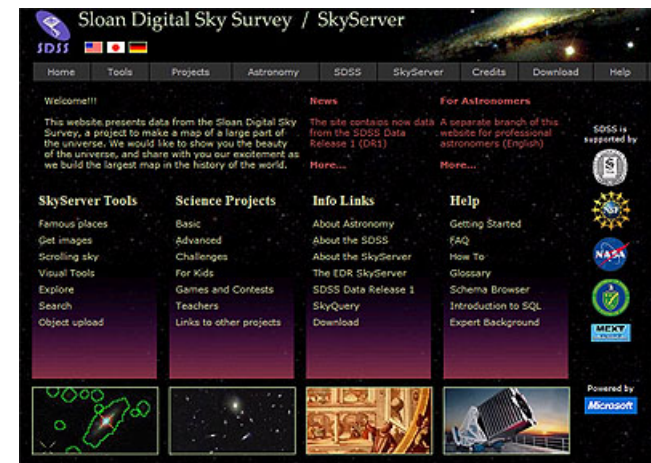 Sloan Digital Sky Survey / SkyServer
SDSS
Home Tools Projects Astronomy SDSS SkyServer Credits Download Help
Welcome!!!
This website presents data from the Sloan Digital Sky
Survey, a project to make a map of a large part of
the universe. We would like to show you the beauty
of the universe, and share with you our excitement as
we build the largest map in the history of the world.
News
The site contains now data
from the SDSS Data
Release 1 (DR1)
More...
For Astronomers
A separate branch of this
website for professional
astronomers (English)
More...
SDSS is
supported by
SkyServer Tools
Famous places
Get images
Scrolling sky
Visual Tools
Explore
Search
Object upload
Science Projects
Basic
Advanced
Challenges
For Kids
Games and Contests
Teachers
Links to other projects
Info Links
About Astronomy
About the SDSS
About the SkyServer
The EDR SkyServer
SDSS Data Release 1
SkyQuery
Download
Help
Getting Started
FAQ
How To
Glossary
Schema Browser
Introduction to SQL
Expert Background
NSF
NASA
MEXT
Powered by
Microsoft